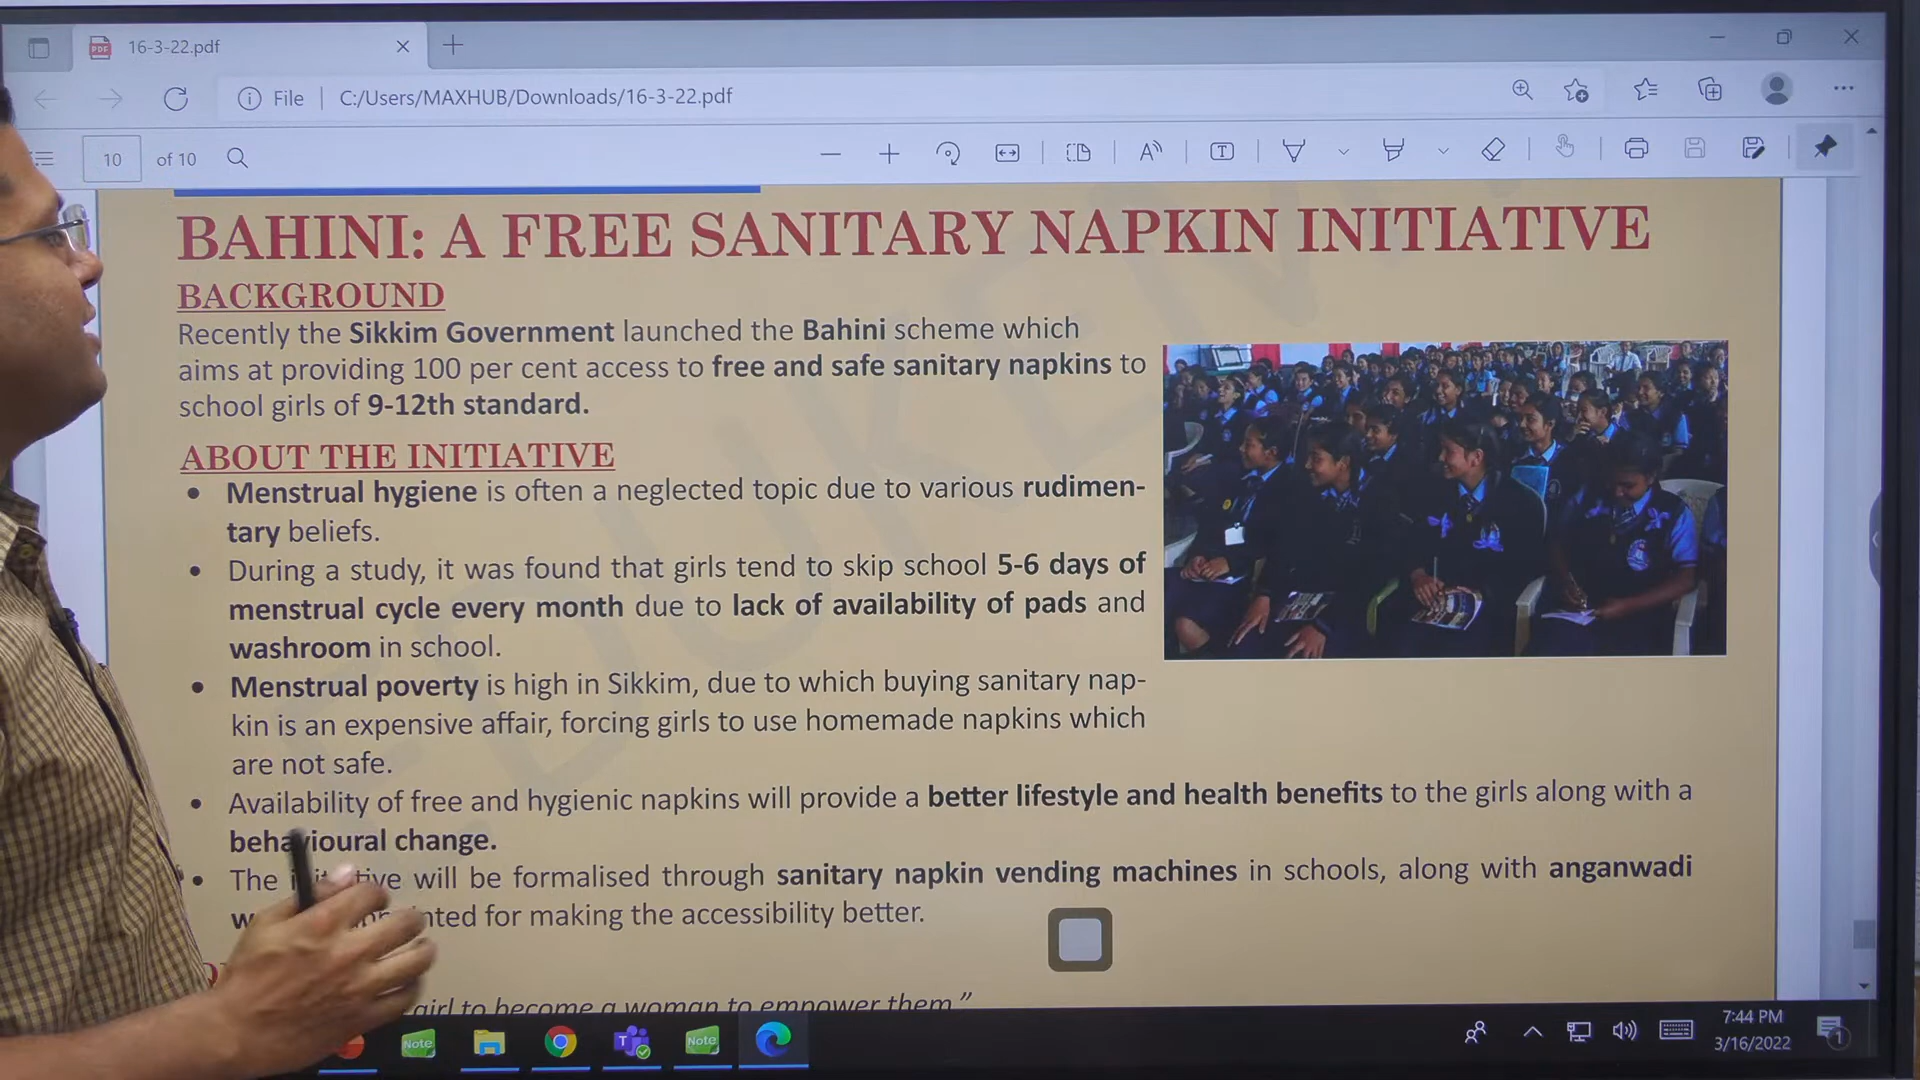 16-3-22.pdf
File
C:/Users/MAXHUB/Downloads/16-3-22.pdf
10 of 10
BAHINI: A FREE SANITARY NAPKIN INITIATIVE
BACKGROUND
Recently the Sikkim Government launched the Bahini scheme which
aims at providing 100 per cent access to free and safe sanitary napkins to
school girls of 9-12th standard.
ABOUT THE INITIATIVE
• Menstrual hygiene is often a neglected topic due to various rudimen-
tary beliefs.
• During a study, it was found that girls tend to skip school 5-6 days of
menstrual cycle every month due to lack of availability of pads and
washroom in school.
• Menstrual poverty is high in Sikkim, due to which buying sanitary nap-
kin is an expensive affair, forcing girls to use homemade napkins which
are not safe.
• Availability of free and hygienic napkins will provide a better lifestyle and health benefits to the girls along with a
behavioural change.
• The will be formalised through sanitary napkin vending machines in schools, along with anganwadi
for making the accessibility better.
girl to become a woman to empower them”
Note
Note
7:44 PM
3/16/2022
1